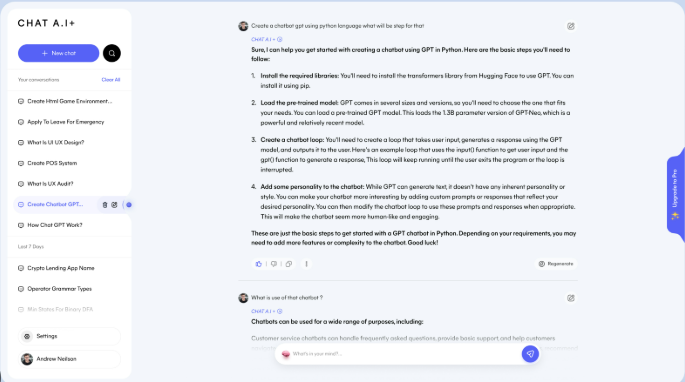 CHAT A.I+
+ New chat
Your conversations
Clear All
Create Html Game Environment...
Apply To Leave For Emergency
What Is UI UX Design?
Create POS System
What Is UX Audit?
Create Chatbot GPT...
How Chat GPT Work?
Last 7 Days
Crypto Lending App Name
Operator Grammar Types
Min States For Binary DFA
Settings
Andrew Neilson
Create a chatbot gpt using python language what will be step for that
CHAT A.I +
Sure, I can help you get started with creating a chatbot using GPT in Python. Here are the basic steps you'll need to
follow:
1. Install the required libraries: You'll need to install the transformers library from Hugging Face to use GPT. You can
install it using pip.
2. Load the pre-trained model: GPT comes in several sizes and versions, so you'll need to choose the one that fits
your needs. You can load a pre-trained GPT model. This loads the 1.3B parameter version of GPT-Neo, which is a
powerful and relatively recent model.
3. Create a chatbot loop: You'll need to create a loop that takes user input, generates a response using the GPT
model, and outputs it to the user. Here's an example loop that uses the input() function to get user input and the
gpt() function to generate a response, This loop will keep running until the user exits the program or the loop is
interrupted.
4. Add some personality to the chatbot: While GPT can generate text, it doesn't have any inherent personality or
style. You can make your chatbot more interesting by adding custom prompts or responses that reflect your
desired personality. You can then modify the chatbot loop to use these prompts and responses when appropriate.
This will make the chatbot seem more human-like and engaging.
These are just the basic steps to get started with a GPT chatbot in Python. Depending on your requirements, you may
need to add more features or complexity to the chatbot. Good luck!
Regenerate
What is use of that chatbot ?
CHAT A.I +
Chatbots can be used for a wide range of purposes, including:
Customer service chatbots can handle frequently asked questions, provide basic support and help customers
What's in your mind?...
Upgrade to Pro